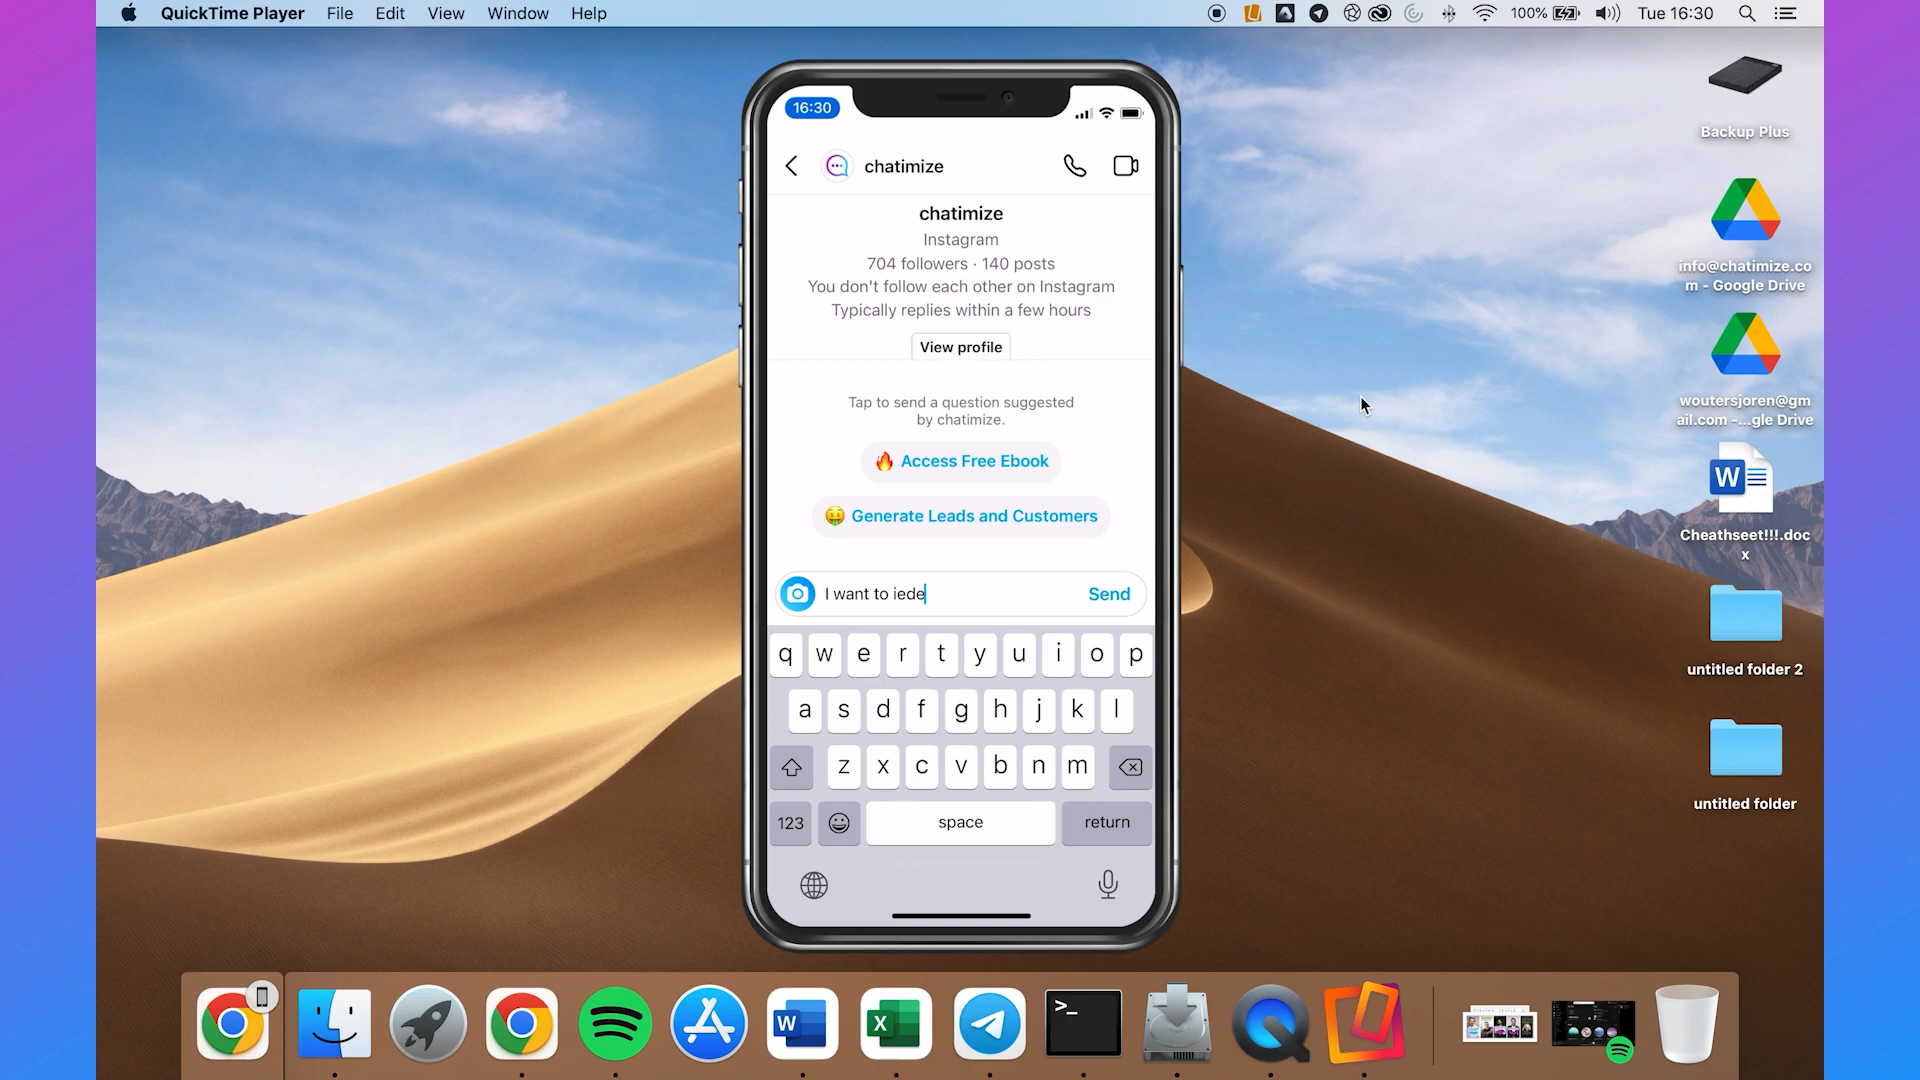 QuickTime Player File Edit View Window Help
100% Tue 16:30
16:30
chatimize
chatimize
Instagram
704 followers · 140 posts
You don't follow each other on Instagram
Typically replies within a few hours
View profile
Tap to send a question suggested
by chatimize.
🔥 Access Free Ebook
🤑 Generate Leads and Customers
I want to iede
Send
q w e r t y u i o p
a s d f g h j k l
z x c v b n m
123
space
return
Backup Plus
info@chatimize.co
m - Google Drive
woutersjoren@gm
ail.com -...gle Drive
W
Cheathseet!!!.doc
x
untitled folder 2
untitled folder
W
X
>_